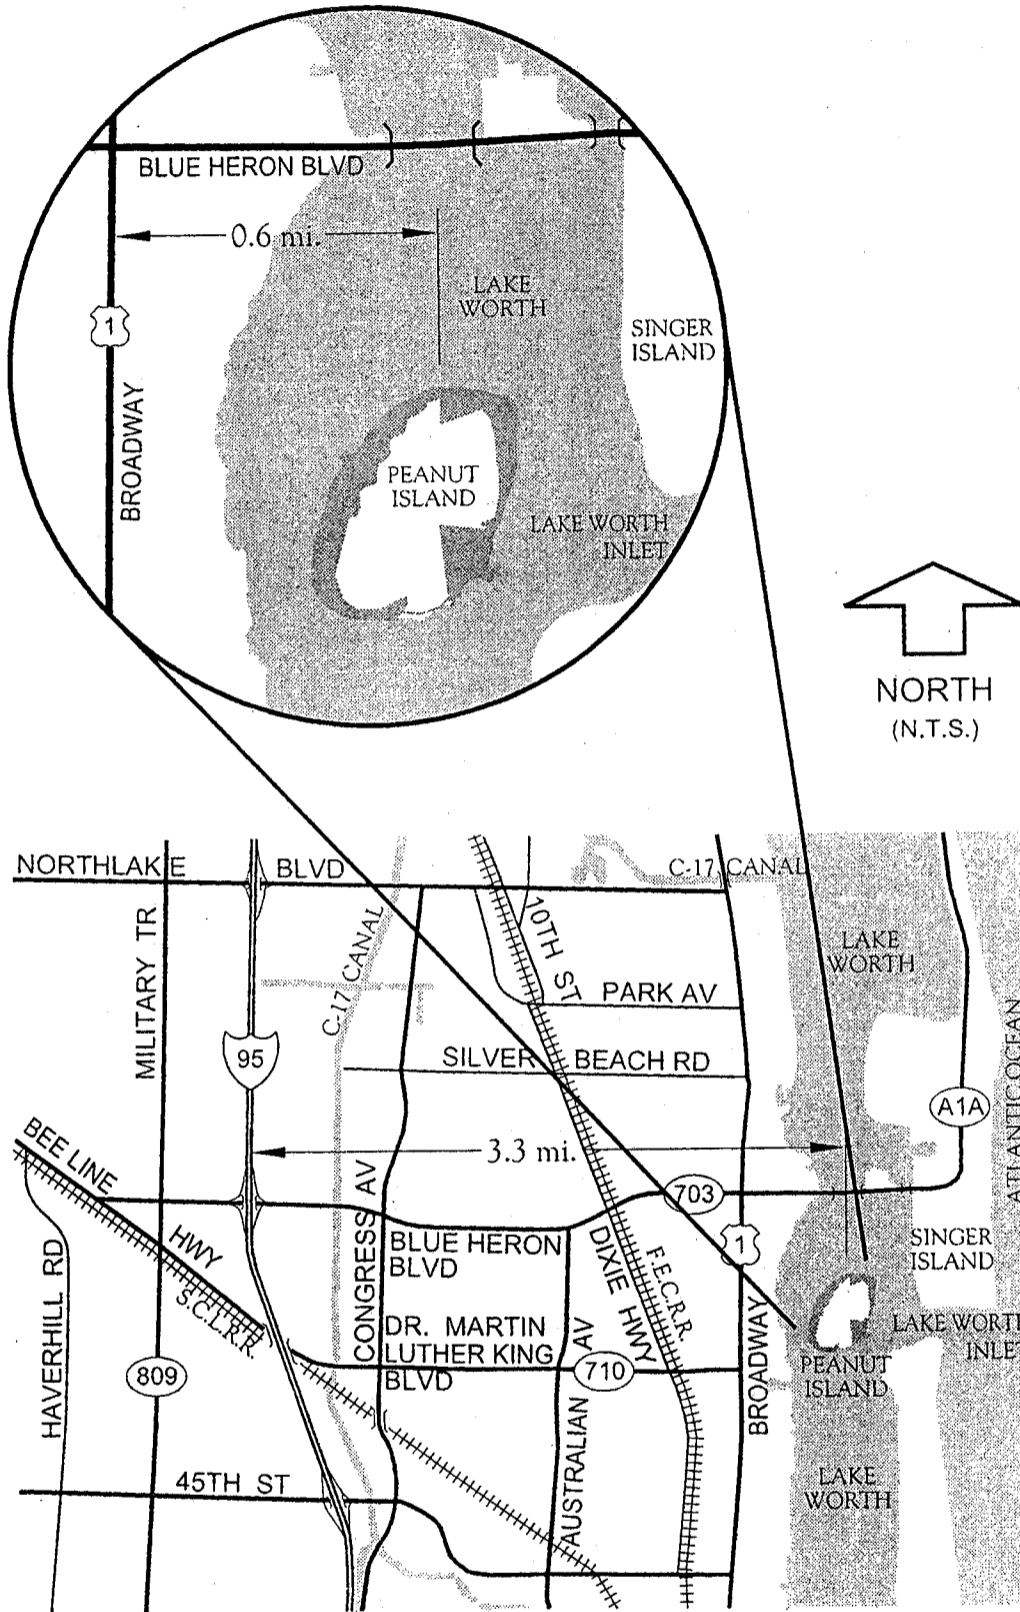 BLUE HERON BLVD
0.6 mi.
LAKE
WORTH
1
SINGER
ISLAND
BROADWAY
PEANUT
ISLAND
LAKE WORTH
INLET
NORTH
(N.T.S.)
NORTHLAKE BLVD
C-17 CANAL
MILITARY TR
10TH ST
C-17 CANAL
LAKE
WORTH
PARK AV
ATLANTIC OCEAN
95
SILVER BEACH RD
A1A
BEE LINE HWY
3.3 mi.
CONGRESS AV
703
HAVERHILL RD
BLUE HERON
BLVD
DIXIE HWY
F.E.C.R.R.
1
SINGER
ISLAND
S.C.L.R.R.
DR. MARTIN
LUTHER KING
BLVD
BROADWAY
LAKE WORTH
INLET
809
710
PEANUT
ISLAND
AUSTRALIAN AV
45TH ST
LAKE
WORTH